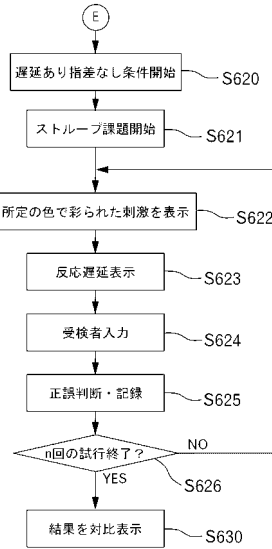 E
遅延あり指差なし条件開始
S620
ストループ課題開始
S621
所定の色で彩られた刺激を表示
S622
反応遅延表示
S623
受検者入力
S624
正誤判断・記録
S625
n回の試行終了?
NO
YES
S626
結果を対比表示
S630